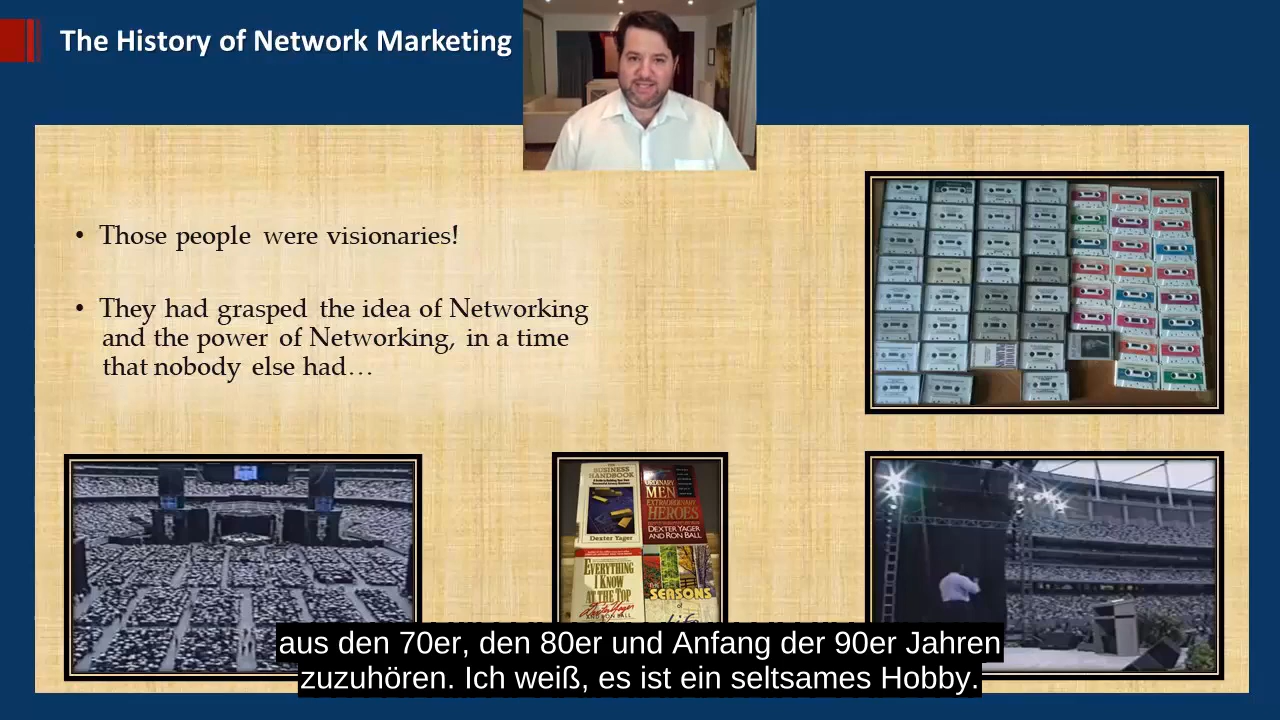 The History of Network Marketing
• Those people were visionaries!
• They had grasped the idea of Networking
and the power of Networking, in a time
that nobody else had…
BUSINESS
HANDBOOK
Dexter Yager
ORDINARY
MEN
EXTRAORDINARY
HEROES
DEXTER YAGER
AND RON BALL
EVERYTHING
I KNOW
AT THE TOP
SEASONS
aus den 70er, den 80er und Anfang der 90er Jahren
zuzuhören. Ich weiß, es ist ein seltsames Hobby.